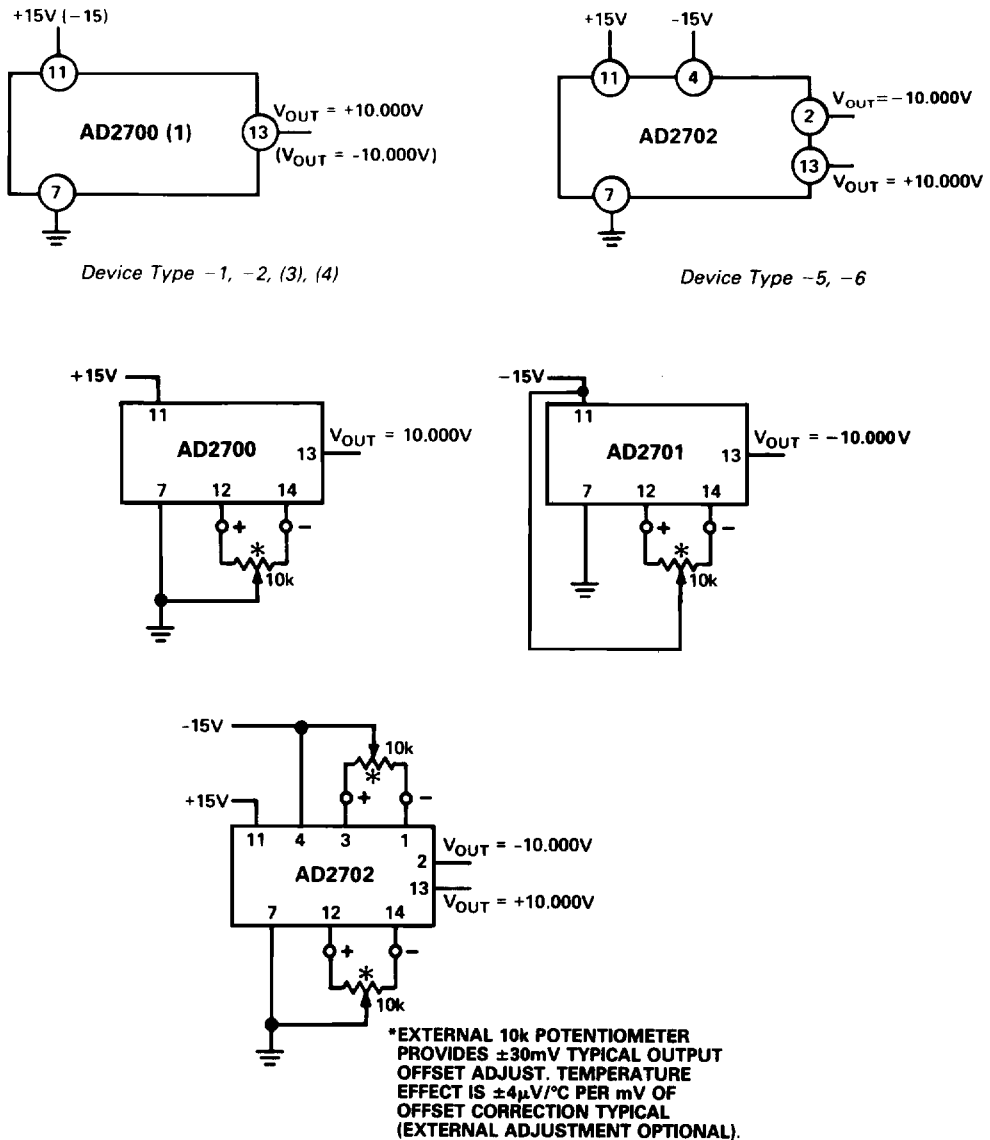 +15V (−15)
11
AD2700 (1)
13
VOUT = +10.000V
(VOUT = -10.000V)
7
Device Type −1, −2, (3), (4)
+15V
-15V
11
4
AD2702
2
VOUT= −10.000V
13
VOUT = +10.000V
7
Device Type −5, −6
+15V
11
AD2700
13
VOUT = 10.000V
7
12
14
+
−
*
10k
−15V
11
AD2701
13
VOUT = −10.000V
7
12
14
+
−
*
10k
-15V
10k
*
+
−
+15V
11
4
3
1
AD2702
2
VOUT = -10.000V
13
VOUT = +10.000V
7
12
14
+
−
*
10k
*EXTERNAL 10k POTENTIOMETER
PROVIDES ±30mV TYPICAL OUTPUT
OFFSET ADJUST. TEMPERATURE
EFFECT IS ±4μV/°C PER mV OF
OFFSET CORRECTION TYPICAL
(EXTERNAL ADJUSTMENT OPTIONAL).